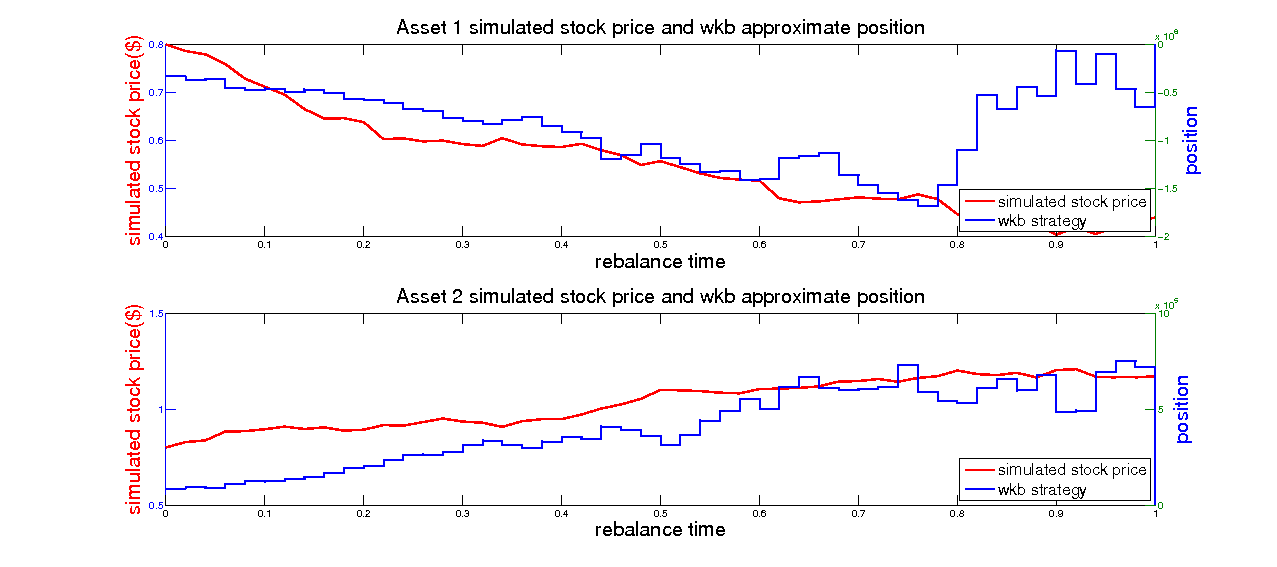 Asset 1 simulated stock price and wkb approximate position
simulated stock price($)
0.8
0.7
0.6
0.5
0.4
x 10^6
0
-0.5
-1
-1.5
-2
position
simulated stock price
wkb strategy
0 0.1 0.2 0.3 0.4 0.5 0.6 0.7 0.8 0.9 1
rebalance time
Asset 2 simulated stock price and wkb approximate position
simulated stock price($)
1.5
1
0.5
x 10^5
10
5
0
position
simulated stock price
wkb strategy
0 0.1 0.2 0.3 0.4 0.5 0.6 0.7 0.8 0.9 1
rebalance time